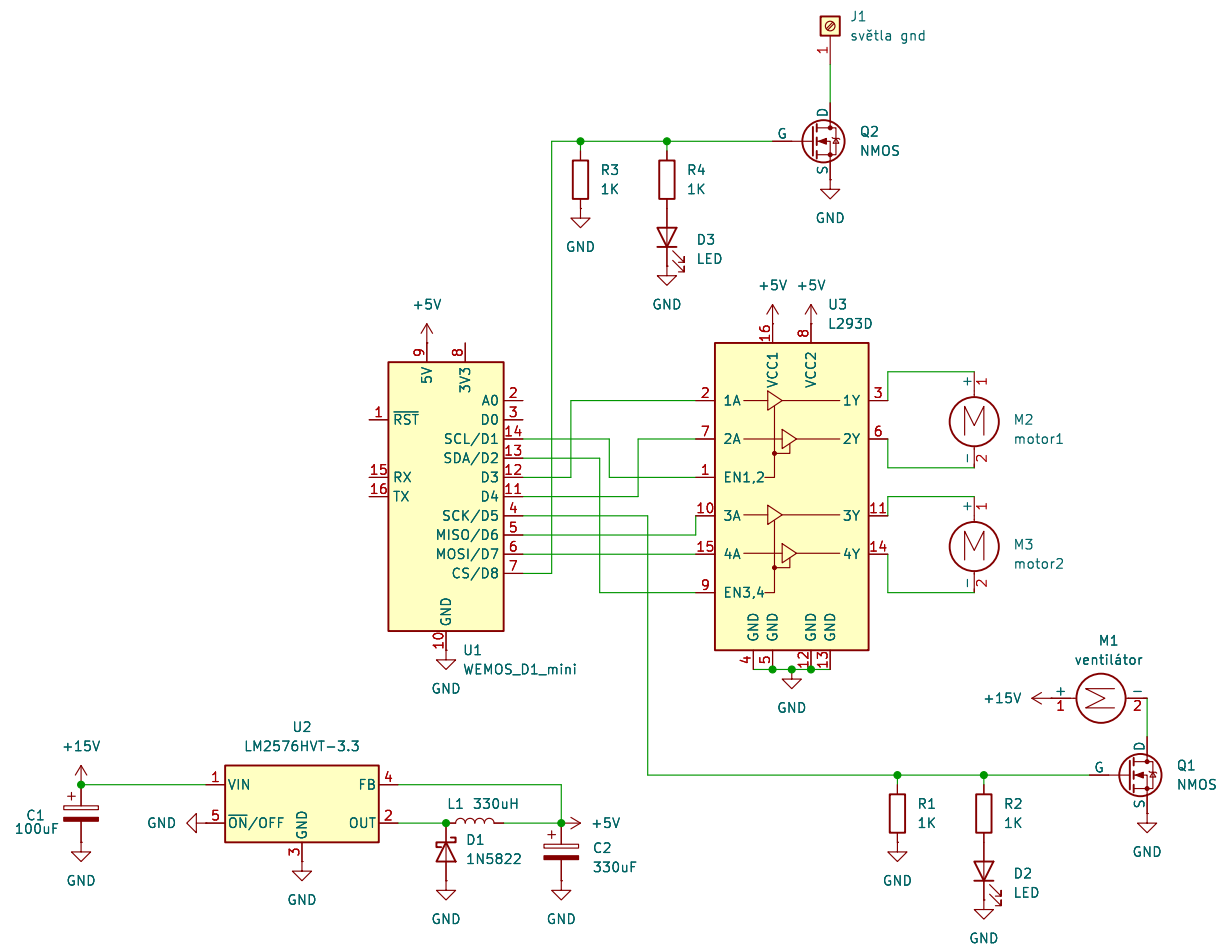 J1
světla gnd
1
D
G
Q2
NMOS
S
GND
R3
1K
GND
R4
1K
D3
LED
GND
+5V
9
8
5V
3V3
A0
2
D0
3
1
RST
SCL/D1
14
SDA/D2
13
15
RX
D3
12
16
TX
D4
11
SCK/D5
4
MISO/D6
5
MOSI/D7
6
CS/D8
7
GND
10
U1
WEMOS_D1_mini
GND
+5V
+5V
U3
L293D
16
8
VCC1
VCC2
2
1A
1Y
3
7
2A
2Y
6
1
EN1,2
10
3A
3Y
11
15
4A
4Y
14
9
EN3,4
GND
GND
GND
GND
4
5
12
13
GND
+
1
M
M2
motor1
-
2
+
1
M
M3
motor2
-
2
M1
ventilátor
+15V
+
1
M
-
2
D
G
Q1
NMOS
S
GND
R1
1K
GND
R2
1K
D2
LED
GND
+15V
+
C1
100uF
GND
U2
LM2576HVT-3.3
1
VIN
FB
4
GND
5
ON/OFF
OUT
2
GND
3
GND
L1 330uH
D1
1N5822
GND
+5V
+
C2
330uF
GND